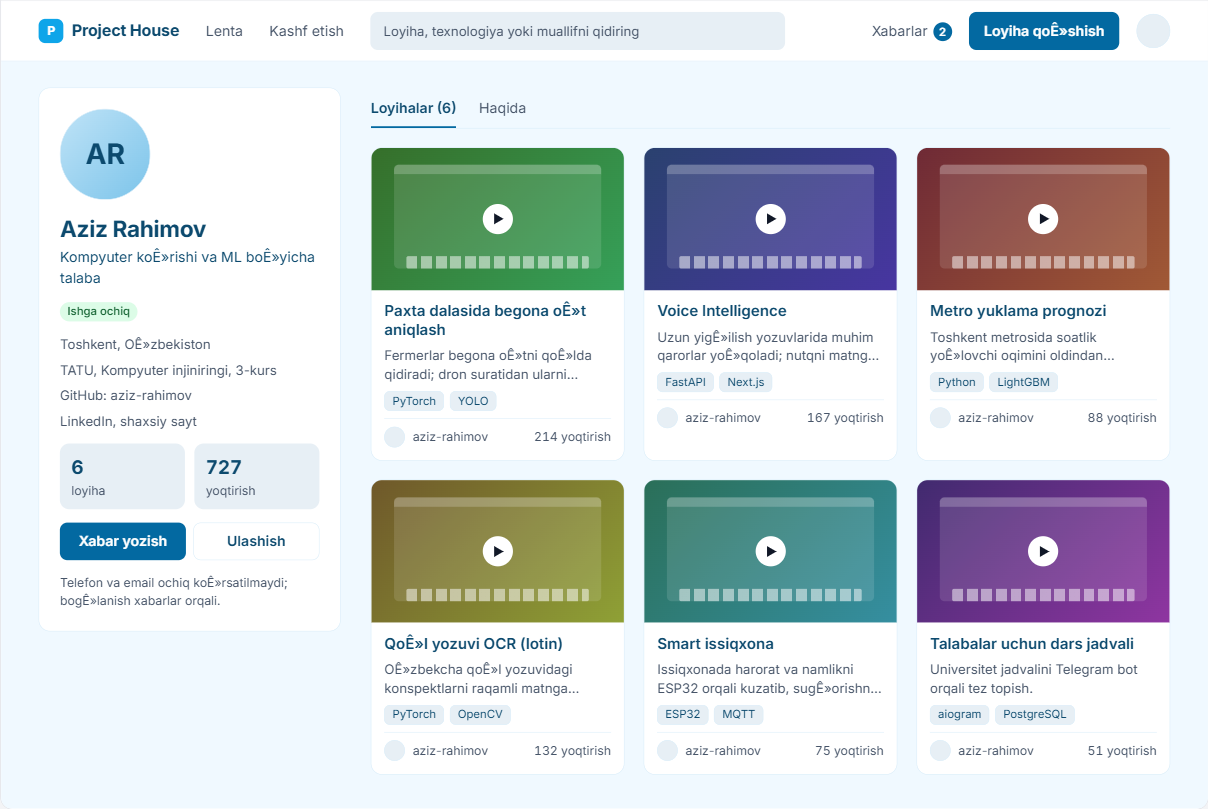 P Project House Lenta Kashf etish Loyiha, texnologiya yoki muallifni qidiring Xabarlar 2 Loyiha qoÊ»shish
AR
Aziz Rahimov
Kompyuter koÊ»rishi va ML boÊ»yicha
talaba
Ishga ochiq
Toshkent, OÊ»zbekiston
TATU, Kompyuter injiniringi, 3-kurs
GitHub: aziz-rahimov
LinkedIn, shaxsiy sayt
6
loyiha
727
yoqtirish
Xabar yozish
Ulashish
Telefon va email ochiq koÊ»rsatilmaydi;
bogÊ»lanish xabarlar orqali.
Loyihalar (6) Haqida
Paxta dalasida begona oÊ»t
aniqlash
Fermerlar begona oÊ»tni qoÊ»lda
qidiradi; dron suratidan ularni...
PyTorch YOLO
aziz-rahimov 214 yoqtirish
Voice Intelligence
Uzun yigÊ»ilish yozuvlarida muhim
qarorlar yoÊ»qoladi; nutqni matng...
FastAPI Next.js
aziz-rahimov 167 yoqtirish
Metro yuklama prognozi
Toshkent metrosida soatlik
yoÊ»lovchi oqimini oldindan...
Python LightGBM
aziz-rahimov 88 yoqtirish
QoÊ»l yozuvi OCR (lotin)
OÊ»zbekcha qoÊ»l yozuvidagi
konspektlarni raqamli matnga...
PyTorch OpenCV
aziz-rahimov 132 yoqtirish
Smart issiqxona
Issiqxonada harorat va namlikni
ESP32 orqali kuzatib, sugÊ»orishn...
ESP32 MQTT
aziz-rahimov 75 yoqtirish
Talabalar uchun dars jadvali
Universitet jadvalini Telegram bot
orqali tez topish.
aiogram PostgreSQL
aziz-rahimov 51 yoqtirish